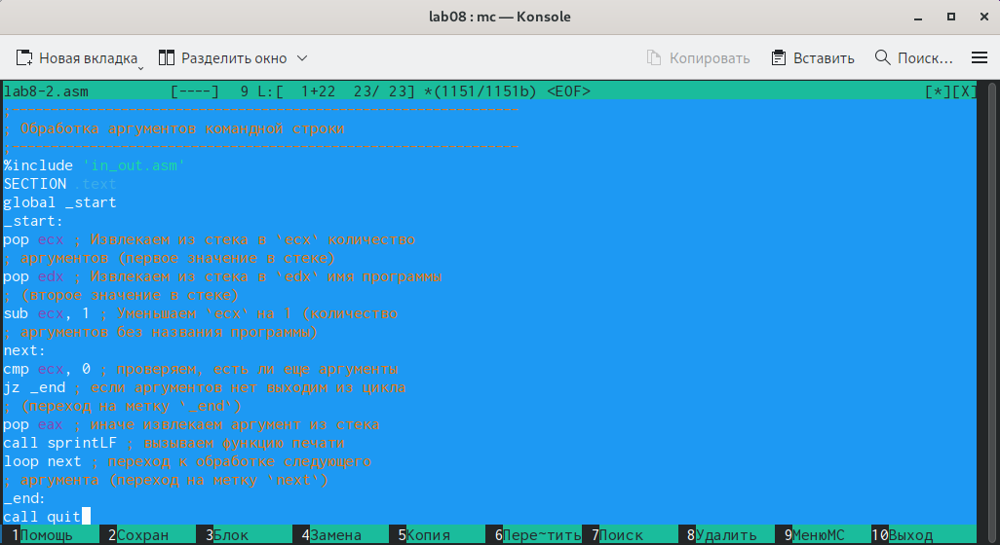 lab08 : mc — Konsole
Новая вкладка Разделить окно Копировать Вставить Поиск...
lab8-2.asm [----] 9 L:[ 1+22 23/ 23] *(1151/1151b) <EOF> [*][X]
;----------------------------------------------------------
; Обработка аргументов командной строки
;----------------------------------------------------------
%include 'in_out.asm'
SECTION .text
global _start
_start:
pop ecx ; Извлекаем из стека в `ecx` количество
; аргументов (первое значение в стеке)
pop edx ; Извлекаем из стека в `edx` имя программы
; (второе значение в стеке)
sub ecx, 1 ; Уменьшаем `ecx` на 1 (количество
; аргументов без названия программы)
next:
cmp ecx, 0 ; проверяем, есть ли еще аргументы
jz _end ; если аргументов нет выходим из цикла
; (переход на метку `_end`)
pop eax ; иначе извлекаем аргумент из стека
call sprintLF ; вызываем функцию печати
loop next ; переход к обработке следующего
; аргумента (переход на метку `next`)
_end:
call quit
1Помощь 2Сохран 3Блок 4Замена 5Копия 6Пере~тить 7Поиск 8Удалить 9МенюMC 10Выход